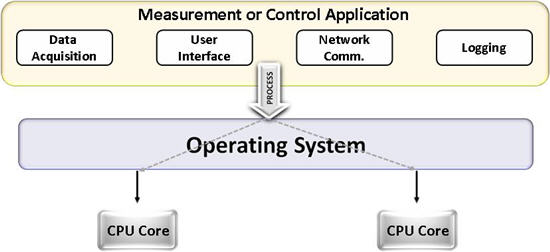 Measurement or Control Application
Data
Acquisition
User
Interface
Network
Comm.
Logging
PROCESS
Operating System
CPU Core
CPU Core